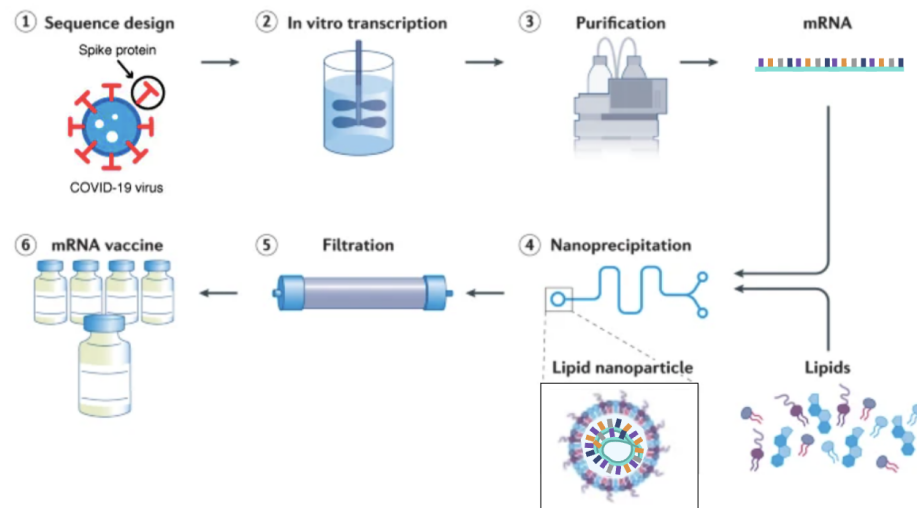 ① Sequence design
Spike protein
COVID-19 virus
② In vitro transcription
③ Purification
mRNA
④ Nanoprecipitation
Lipid nanoparticle
Lipids
⑤ Filtration
⑥ mRNA vaccine